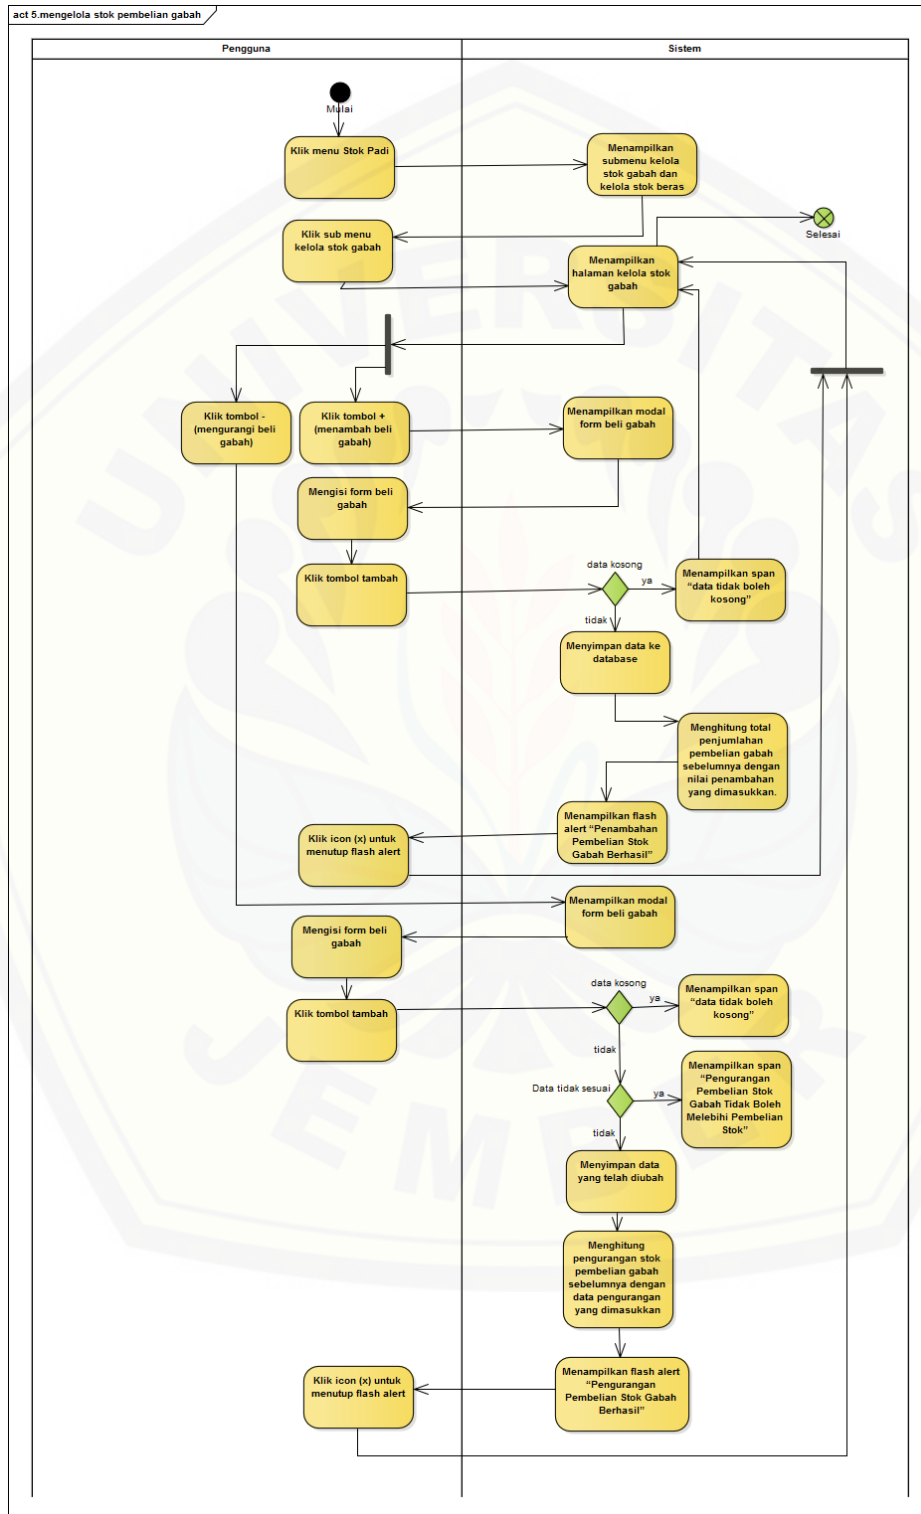 act 5.mengelola stok pembelian gabah
Pengguna
Sistem
Mulai
Klik menu Stok Padi
Menampilkan
submenu kelola
stok gabah dan
kelola stok beras
Klik sub menu
kelola stok gabah
Selesai
Menampilkan
halaman kelola stok
gabah
Klik tombol -
(mengurangi beli
gabah)
Klik tombol +
(menambah beli
gabah)
Menampilkan modal
form beli gabah
Mengisi form beli
gabah
Klik tombol tambah
data kosong
ya
tidak
Menampilkan span
“data tidak boleh
kosong”
Menyimpan data ke
database
Menghitung total
penjumlahan
pembelian gabah
sebelumnya dengan
nilai penambahan
yang dimasukkan.
Menampilkan flash
alert “Penambahan
Pembelian Stok
Gabah Berhasil”
Klik icon (x) untuk
menutup flash alert
Menampilkan modal
form beli gabah
Mengisi form beli
gabah
Klik tombol tambah
data kosong
ya
tidak
Menampilkan span
“data tidak boleh
kosong”
Data tidak sesuai
ya
tidak
Menampilkan span
“Pengurangan
Pembelian Stok
Gabah Tidak Boleh
Melebihi Pembelian
Stok”
Menyimpan data
yang telah diubah
Menghitung
pengurangan stok
pembelian gabah
sebelumnya dengan
data pengurangan
yang dimasukkan
Menampilkan flash alert
“Pengurangan
Pembelian Stok Gabah
Berhasil”
Klik icon (x) untuk
menutup flash alert
UNIVERSITAS
JEMBER